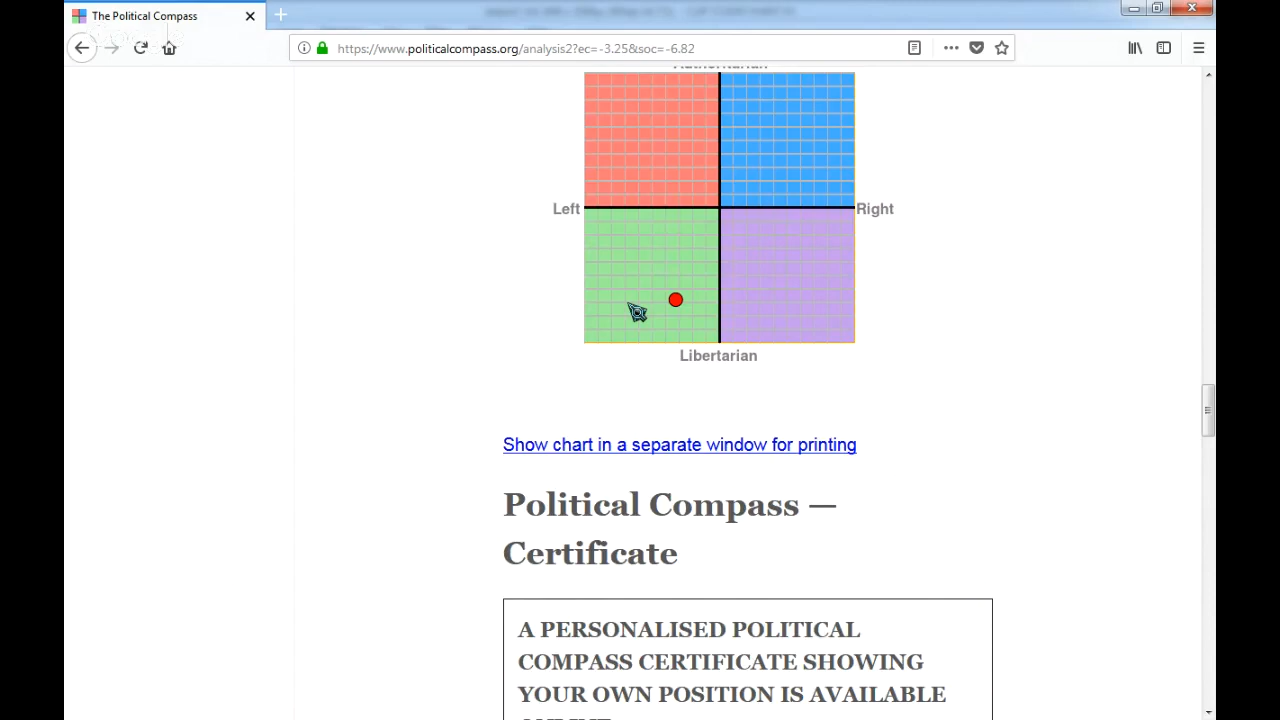 The Political Compass
https://www.politicalcompass.org/analysis2?ec=-3.25&soc=-6.82
Left
Right
Libertarian
Show chart in a separate window for printing
Political Compass —
Certificate
A PERSONALISED POLITICAL
COMPASS CERTIFICATE SHOWING
YOUR OWN POSITION IS AVAILABLE